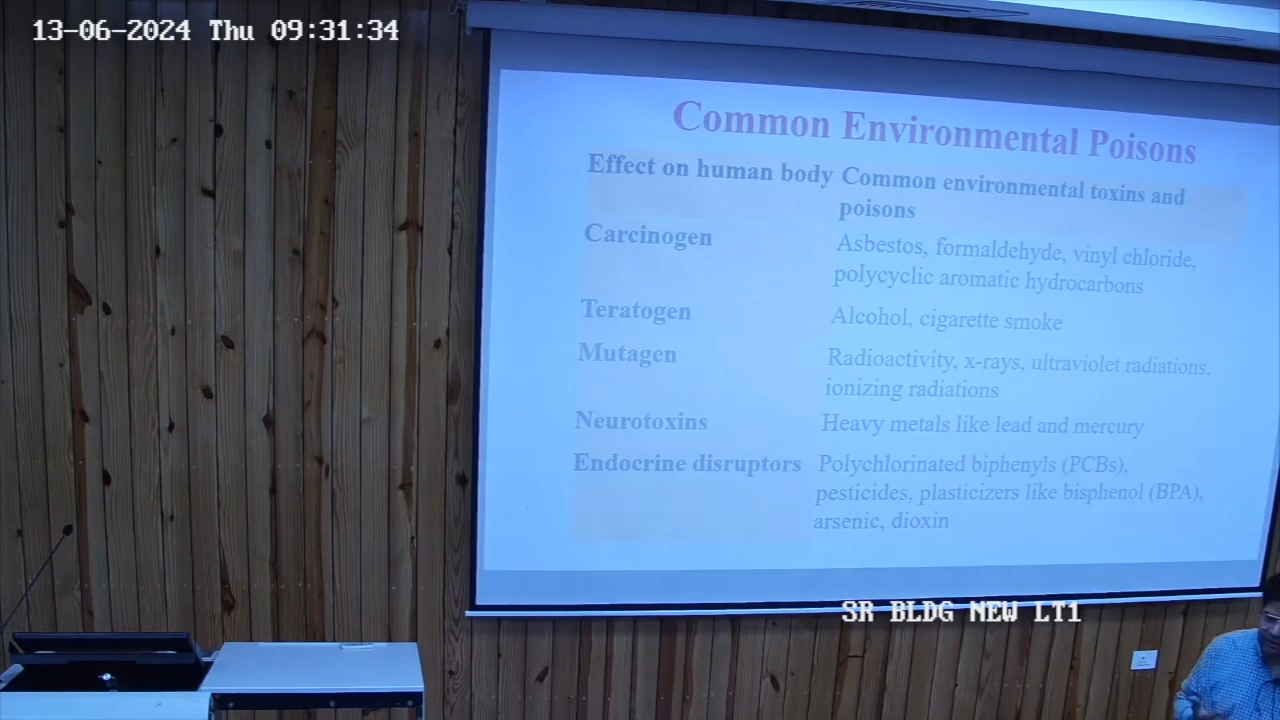 13-06-2024 Thu 09:31:34
Common Environmental Poisons
Effect on human body Common environmental toxins and
poisons
Carcinogen Asbestos, formaldehyde, vinyl chloride,
polycyclic aromatic hydrocarbons
Teratogen Alcohol, cigarette smoke
Mutagen Radioactivity, x-rays, ultraviolet radiations,
ionizing radiations
Neurotoxins Heavy metals like lead and mercury
Endocrine disruptors Polychlorinated biphenyls (PCBs),
pesticides, plasticizers like bisphenol (BPA),
arsenic, dioxin
SR BLDG NEW LT1